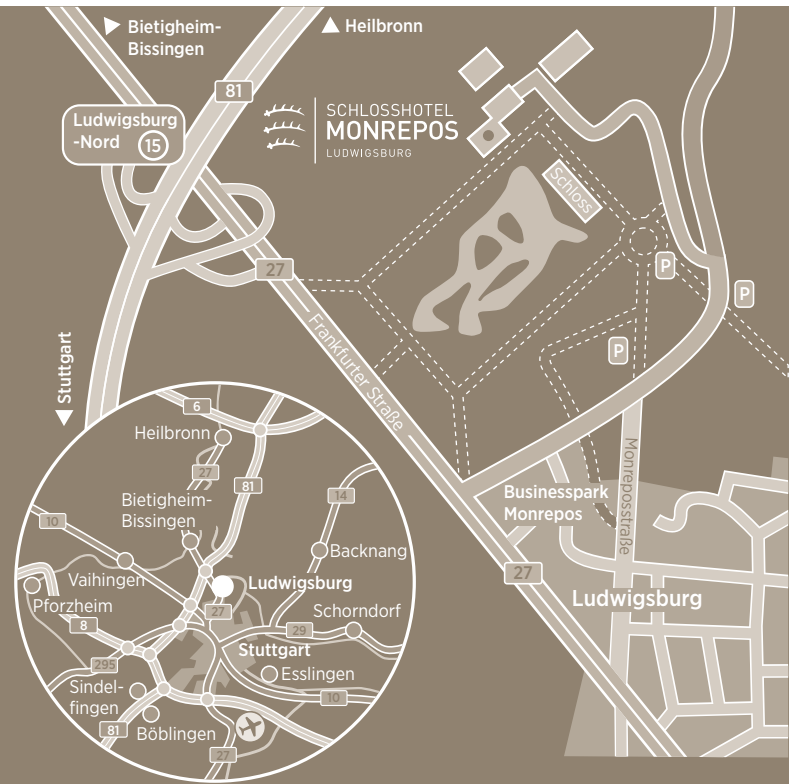 Bietigheim-
Bissingen
Heilbronn
81
Ludwigsburg
-Nord 15
SCHLOSSHOTEL
MONREPOS
LUDWIGSBURG
Schloss
27
P
P
P
Frankfurter Straße
Stuttgart
Monreposstraße
Businesspark
Monrepos
27
Ludwigsburg
6
Heilbronn
27
81
14
Bietigheim-
Bissingen
10
Backnang
Vaihingen
Ludwigsburg
Pforzheim
27
Schorndorf
8
29
Stuttgart
295
Esslingen
Sindel-
fingen
10
81
Böblingen
27